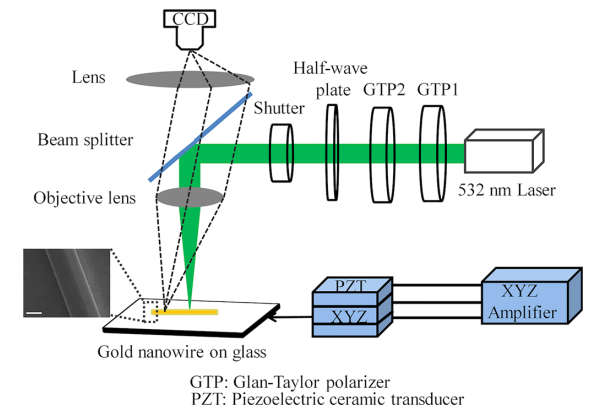 CCD
Lens
Half-wave
plate
GTP2
GTP1
Shutter
Beam splitter
532 nm Laser
Objective lens
PZT
XYZ
XYZ
Amplifier
Gold nanowire on glass
GTP: Glan-Taylor polarizer
PZT: Piezoelectric ceramic transducer